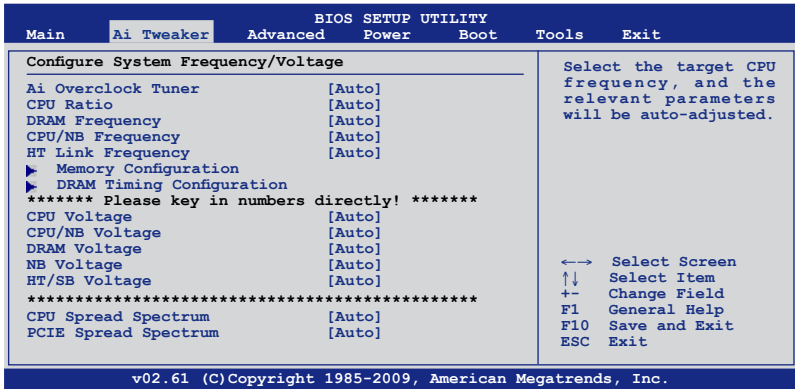 BIOS SETUP UTILITY
Main Ai Tweaker Advanced Power Boot Tools Exit
Configure System Frequency/Voltage
Ai Overclock Tuner [Auto]
CPU Ratio [Auto]
DRAM Frequency [Auto]
CPU/NB Frequency [Auto]
HT Link Frequency [Auto]
Memory Configuration
DRAM Timing Configuration
******* Please key in numbers directly! *******
CPU Voltage [Auto]
CPU/NB Voltage [Auto]
DRAM Voltage [Auto]
NB Voltage [Auto]
HT/SB Voltage [Auto]
***********************************************
CPU Spread Spectrum [Auto]
PCIE Spread Spectrum [Auto]
Select the target CPU
frequency, and the
relevant parameters
will be auto-adjusted.
←→ Select Screen
↑↓ Select Item
+- Change Field
F1 General Help
F10 Save and Exit
ESC Exit
v02.61 (C)Copyright 1985-2009, American Megatrends, Inc.